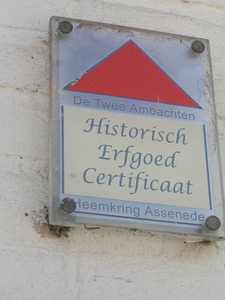 De Twee Ambachten
Historisch
Erfgoed
Certificaat
Heemkring Assenede